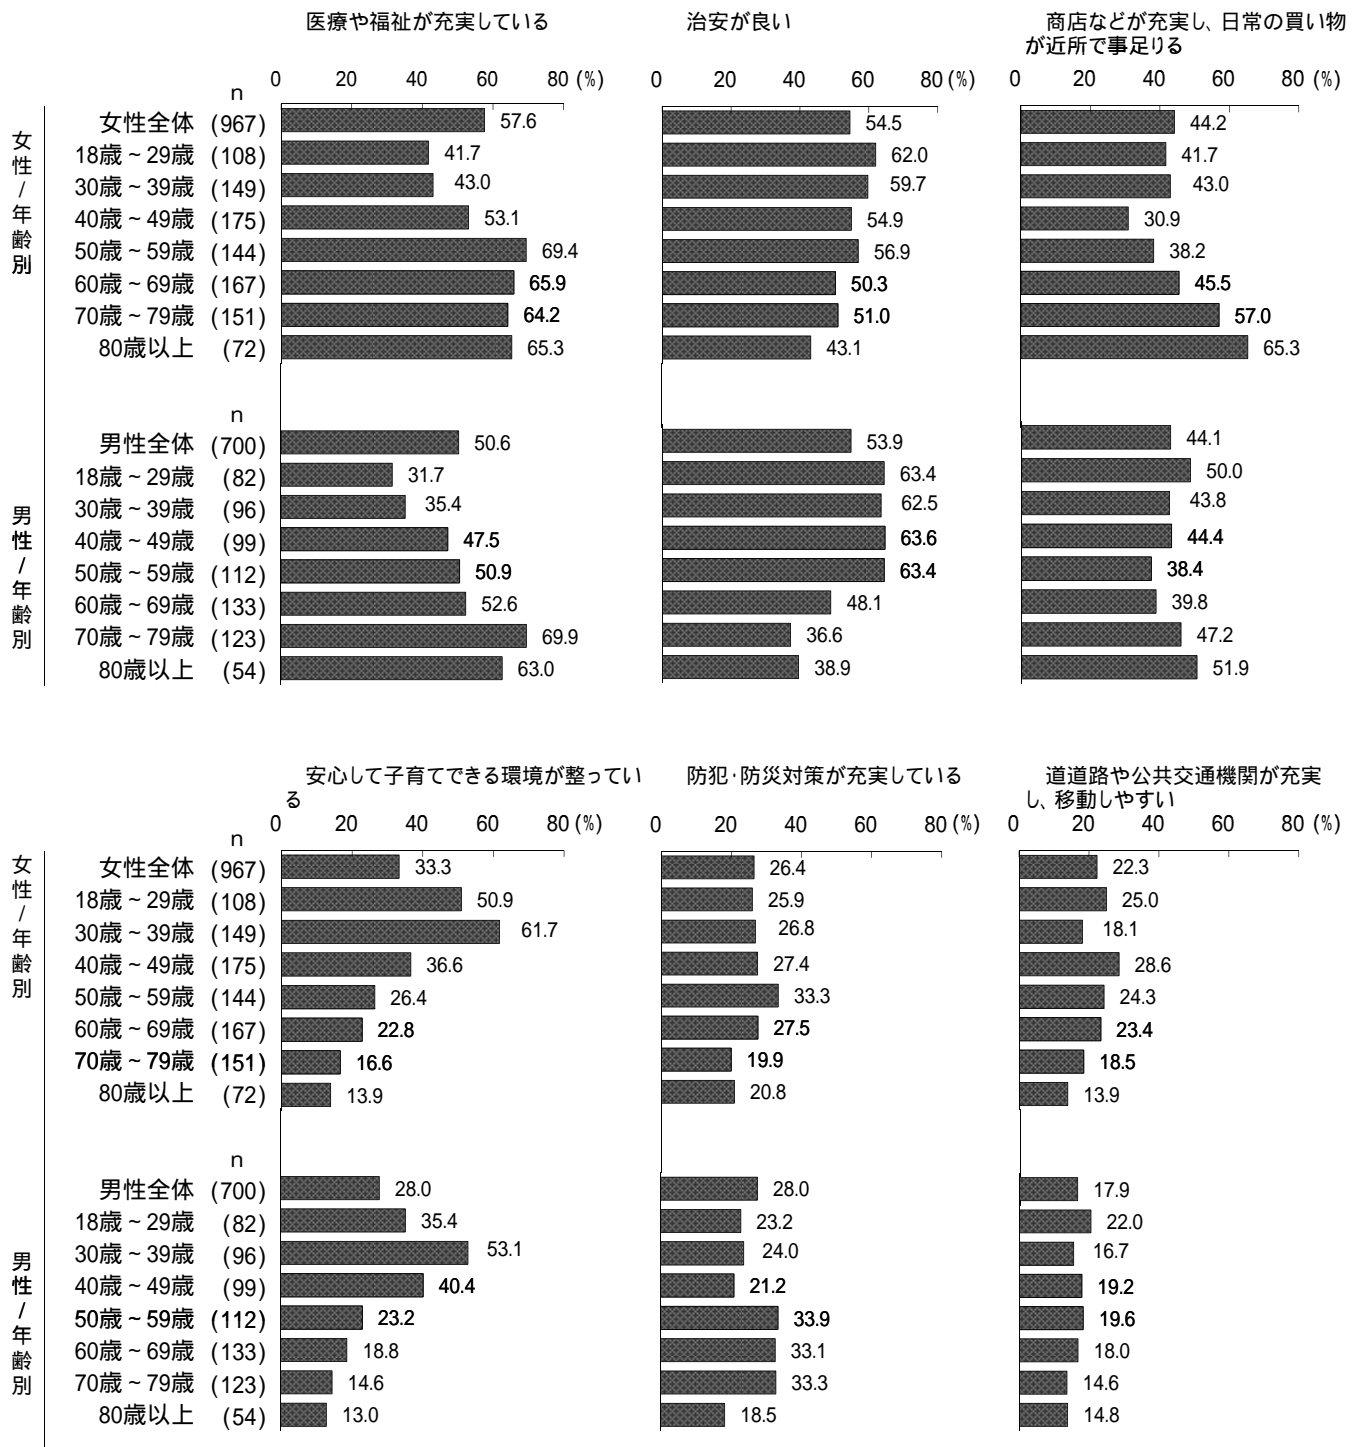 医療や福祉が充実している 治安が良い 商店などが充実し、日常の買い物
が近所で事足りる
0 20 40 60 80 (%) 0 20 40 60 80 (%) 0 20 40 60 80 (%)
n
女性/年齢別
女性全体 (967) 57.6 54.5 44.2
18歳~29歳 (108) 41.7 62.0 41.7
30歳~39歳 (149) 43.0 59.7 43.0
40歳~49歳 (175) 53.1 54.9 30.9
50歳~59歳 (144) 69.4 56.9 38.2
60歳~69歳 (167) 65.9 50.3 45.5
70歳~79歳 (151) 64.2 51.0 57.0
80歳以上 (72) 65.3 43.1 65.3
n
男性/年齢別
男性全体 (700) 50.6 53.9 44.1
18歳~29歳 (82) 31.7 63.4 50.0
30歳~39歳 (96) 35.4 62.5 43.8
40歳~49歳 (99) 47.5 63.6 44.4
50歳~59歳 (112) 50.9 63.4 38.4
60歳~69歳 (133) 52.6 48.1 39.8
70歳~79歳 (123) 69.9 36.6 47.2
80歳以上 (54) 63.0 38.9 51.9
安心して子育てできる環境が整ってい 防犯・防災対策が充実している 道道路や公共交通機関が充実
る し、移動しやすい
0 20 40 60 80 (%) 0 20 40 60 80 (%) 0 20 40 60 80 (%)
n
女性/年齢別
女性全体 (967) 33.3 26.4 22.3
18歳~29歳 (108) 50.9 25.9 25.0
30歳~39歳 (149) 61.7 26.8 18.1
40歳~49歳 (175) 36.6 27.4 28.6
50歳~59歳 (144) 26.4 33.3 24.3
60歳~69歳 (167) 22.8 27.5 23.4
70歳~79歳 (151) 16.6 19.9 18.5
80歳以上 (72) 13.9 20.8 13.9
n
男性/年齢別
男性全体 (700) 28.0 28.0 17.9
18歳~29歳 (82) 35.4 23.2 22.0
30歳~39歳 (96) 53.1 24.0 16.7
40歳~49歳 (99) 40.4 21.2 19.2
50歳~59歳 (112) 23.2 33.9 19.6
60歳~69歳 (133) 18.8 33.1 18.0
70歳~79歳 (123) 14.6 33.3 14.6
80歳以上 (54) 13.0 18.5 14.8